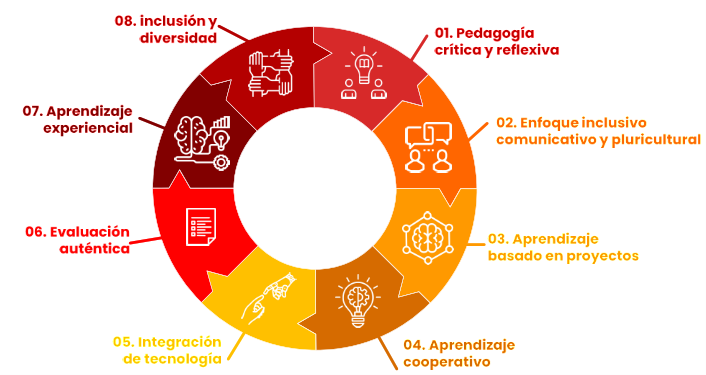 01. Pedagogía
crítica y reflexiva
02. Enfoque inclusivo
comunicativo y pluricultural
03. Aprendizaje
basado en proyectos
04. Aprendizaje
cooperativo
05. Integración
de tecnología
06. Evaluación
auténtica
07. Aprendizaje
experiencial
08. inclusión y
diversidad